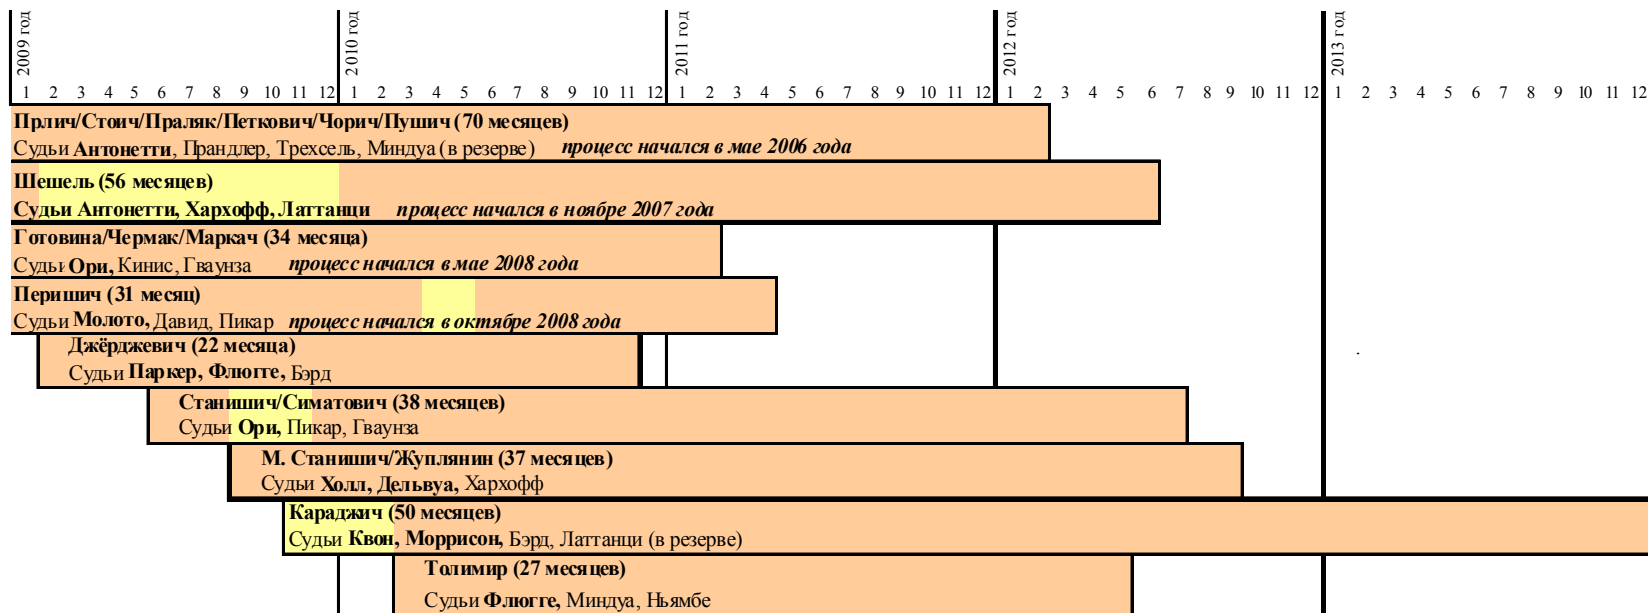 2009 год 2010 год 2011 год 2012 год 2013 год
1 2 3 4 5 6 7 8 9 10 11 12 1 2 3 4 5 6 7 8 9 10 11 12 1 2 3 4 5 6 7 8 9 10 11 12 1 2 3 4 5 6 7 8 9 10 11 12 1 2 3 4 5 6 7 8 9 10 11 12
Прлич/Стоич/Праляк/Петкович/Чорич/Пушич (70 месяцев)
Судьи Антонетти, Прандлер, Трехсель, Миндуа (в резерве) процесс начался в мае 2006 года
Шешель (56 месяцев)
Судьи Антонетти, Хархофф, Латтанци процесс начался в ноябре 2007 года
Готовина/Чермак/Маркач (34 месяца)
Судьи Ори, Кинис, Гваунза процесс начался в мае 2008 года
Перишич (31 месяц)
Судьи Молото, Давид, Пикар процесс начался в октябре 2008 года
Джёрджевич (22 месяца)
Судьи Паркер, Флюгге, Бэрд
Станишич/Симатович (38 месяцев)
Судьи Ори, Пикар, Гваунза
М. Станишич/Жуплянин (37 месяцев)
Судьи Холл, Дельвуа, Хархофф
Караджич (50 месяцев)
Судьи Квон, Моррисон, Бэрд, Латтанци (в резерве)
Толимир (27 месяцев)
Судьи Флюгге, Миндуа, Ньямбе